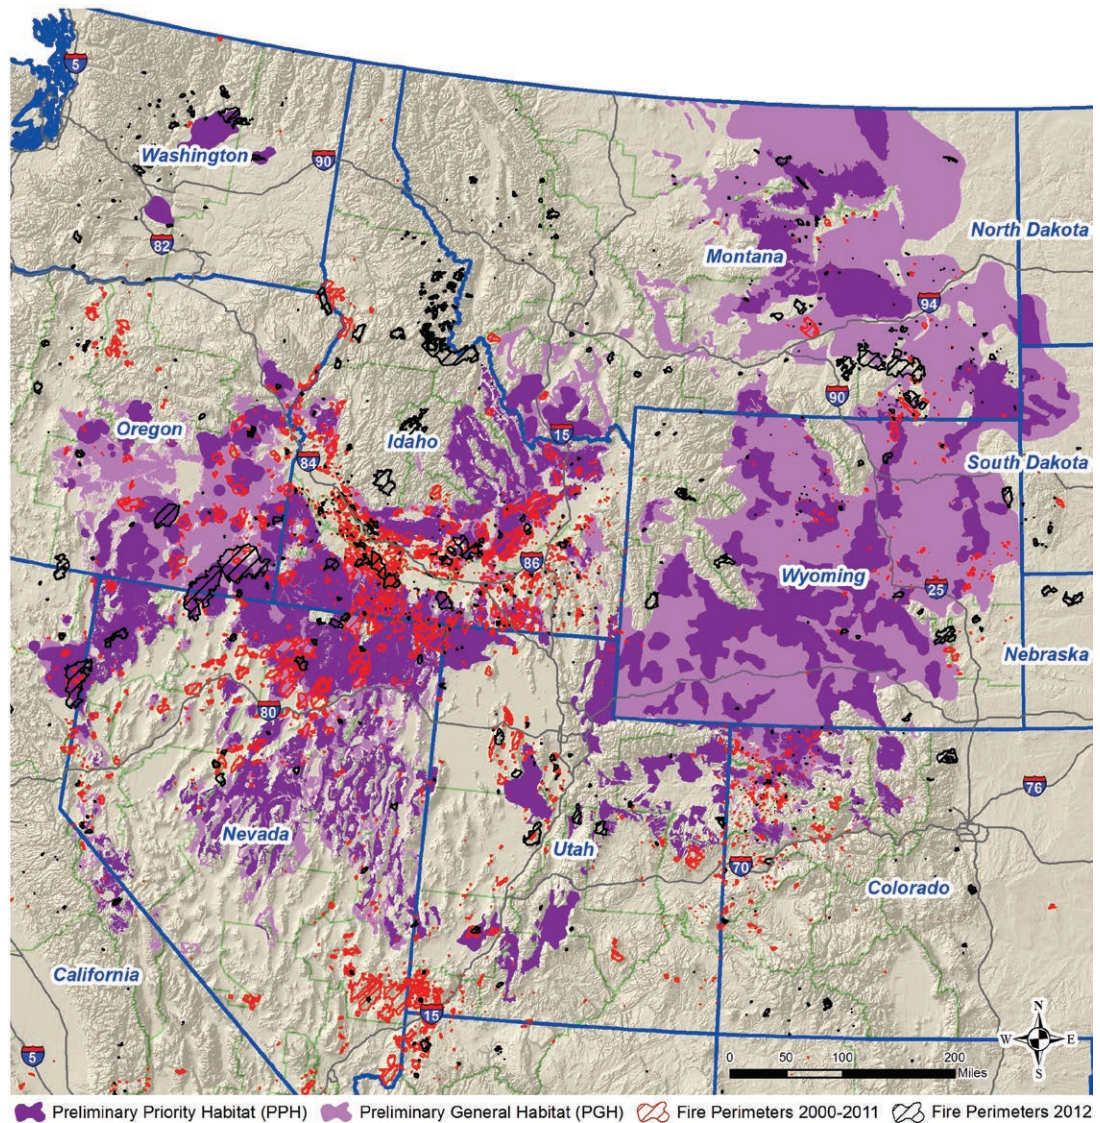 5
Washington
90
82
North Dakota
Montana
94
90
Oregon
Idaho
15
84
South Dakota
86
Wyoming
25
Nebraska
80
76
Nevada
Utah
70
Colorado
California
15
5
N
W E
S
0 50 100 200
Miles
Preliminary Priority Habitat (PPH) Preliminary General Habitat (PGH) Fire Perimeters 2000-2011 Fire Perimeters 2012